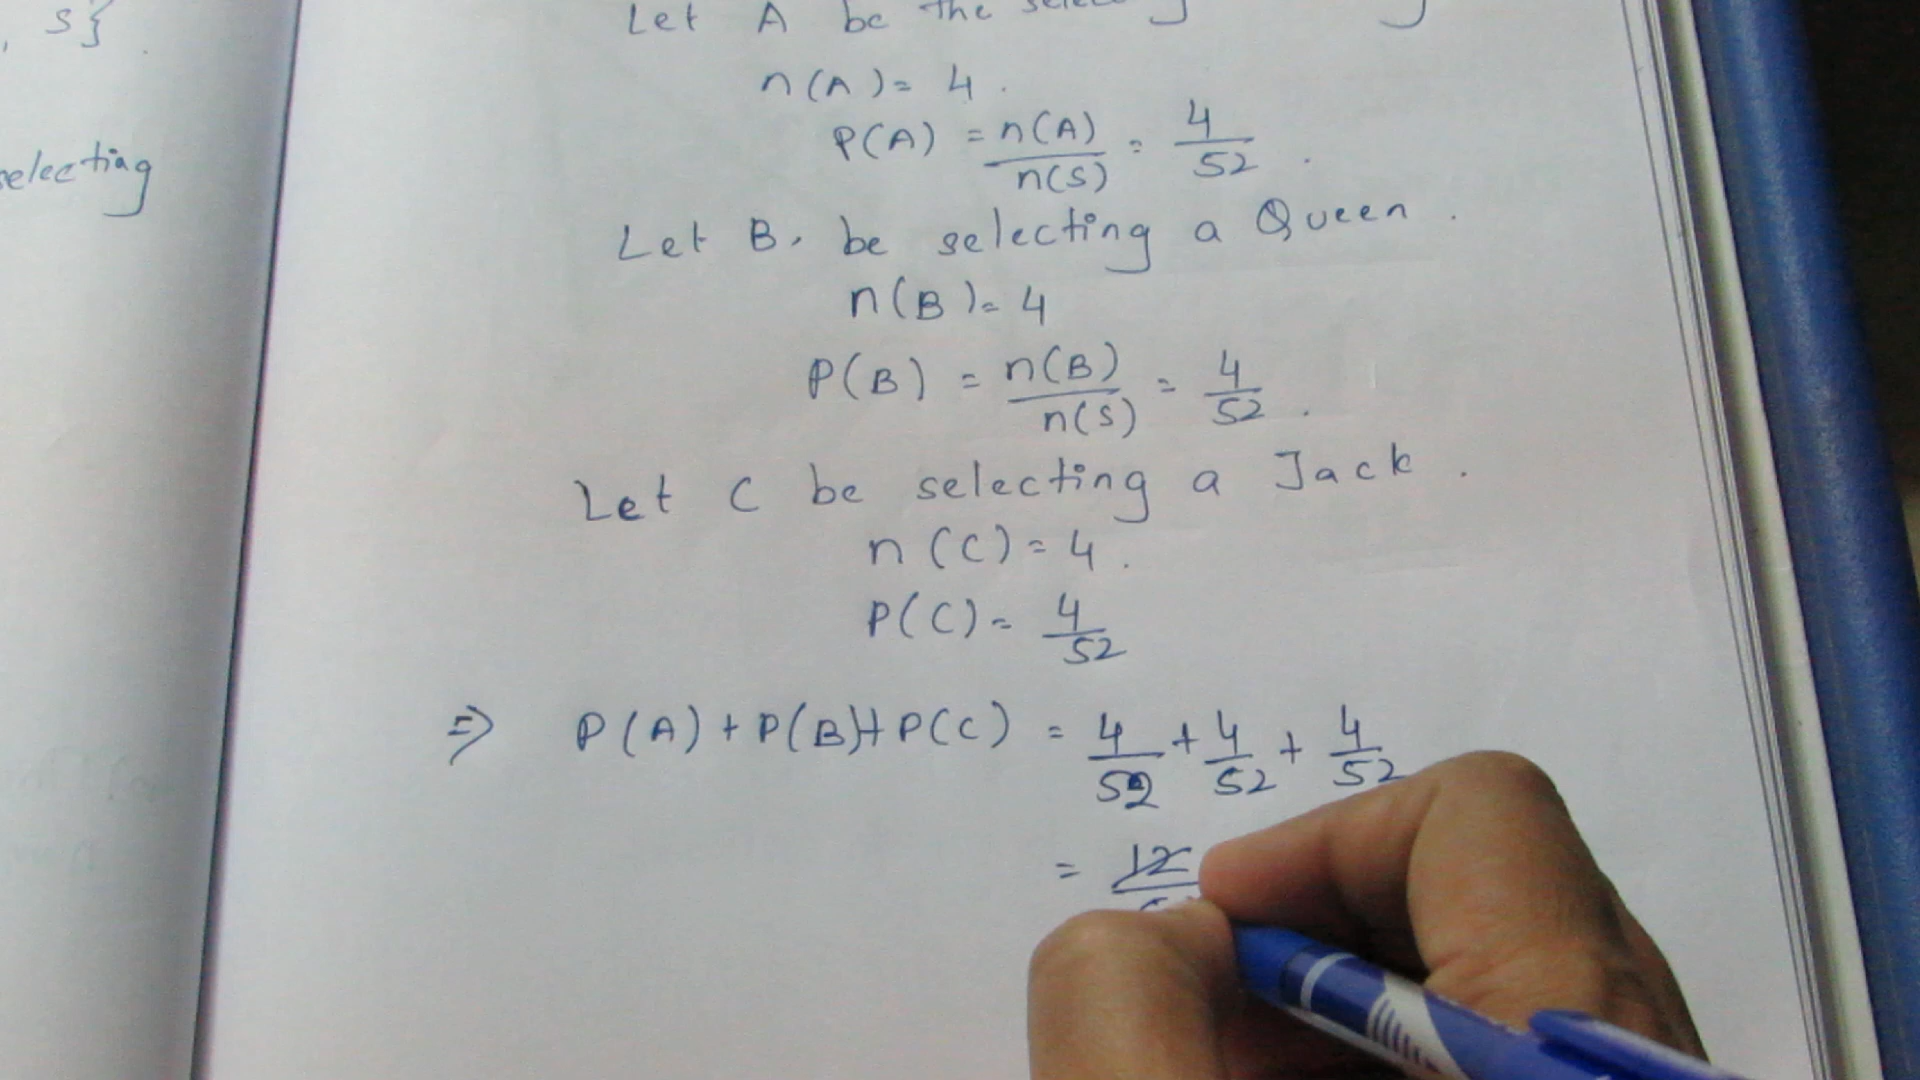 , S}
selecting
Let A be the
n(A) = 4.
P(A) = n(A)/n(S) = 4/52.
Let B, be selecting a Queen.
n(B) = 4
P(B) = n(B)/n(S) = 4/52.
Let C be selecting a Jack.
n(C) = 4.
P(C) = 4/52
⇒ P(A) + P(B) + P(C) = 4/52 + 4/52 + 4/52
= 12